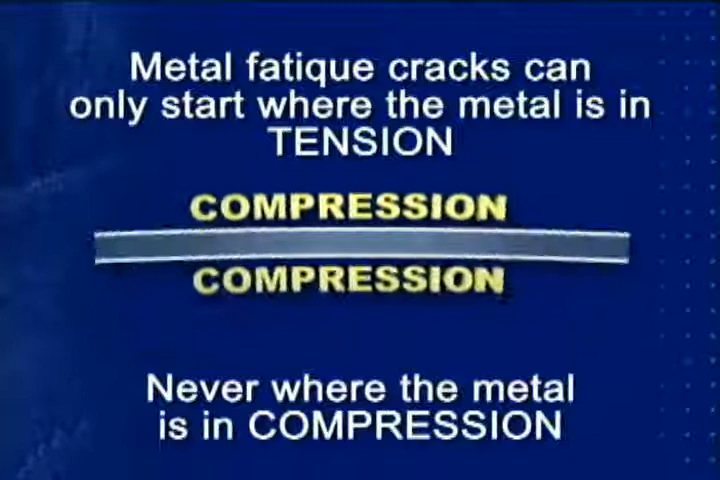 Metal fatique cracks can
only start where the metal is in
TENSION
COMPRESSION
COMPRESSION
Never where the metal
is in COMPRESSION